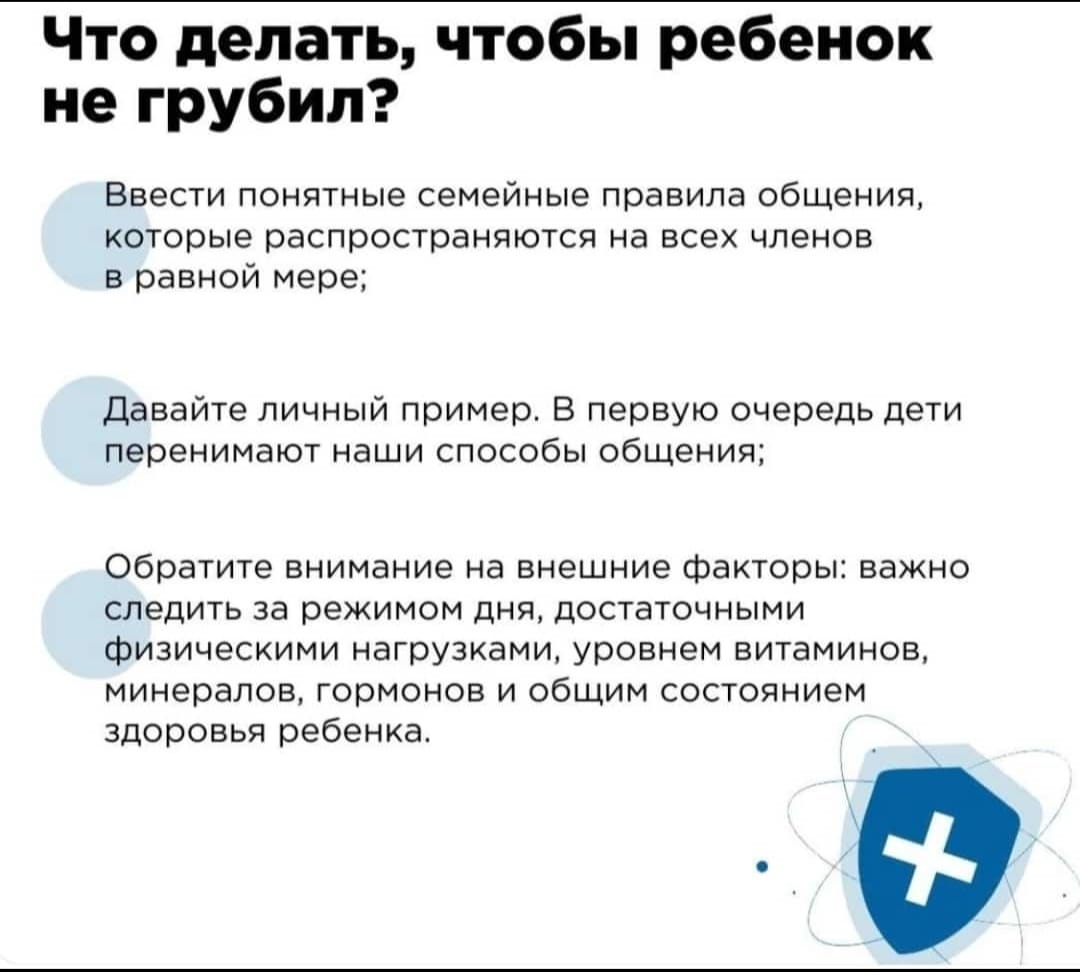 Что делать, чтобы ребенок
не грубил?
Ввести понятные семейные правила общения,
которые распространяются на всех членов
в равной мере;
Давайте личный пример. В первую очередь дети
перенимают наши способы общения;
Обратите внимание на внешние факторы: важно
следить за режимом дня, достаточными
физическими нагрузками, уровнем витаминов,
минералов, гормонов и общим состоянием
здоровья ребенка.